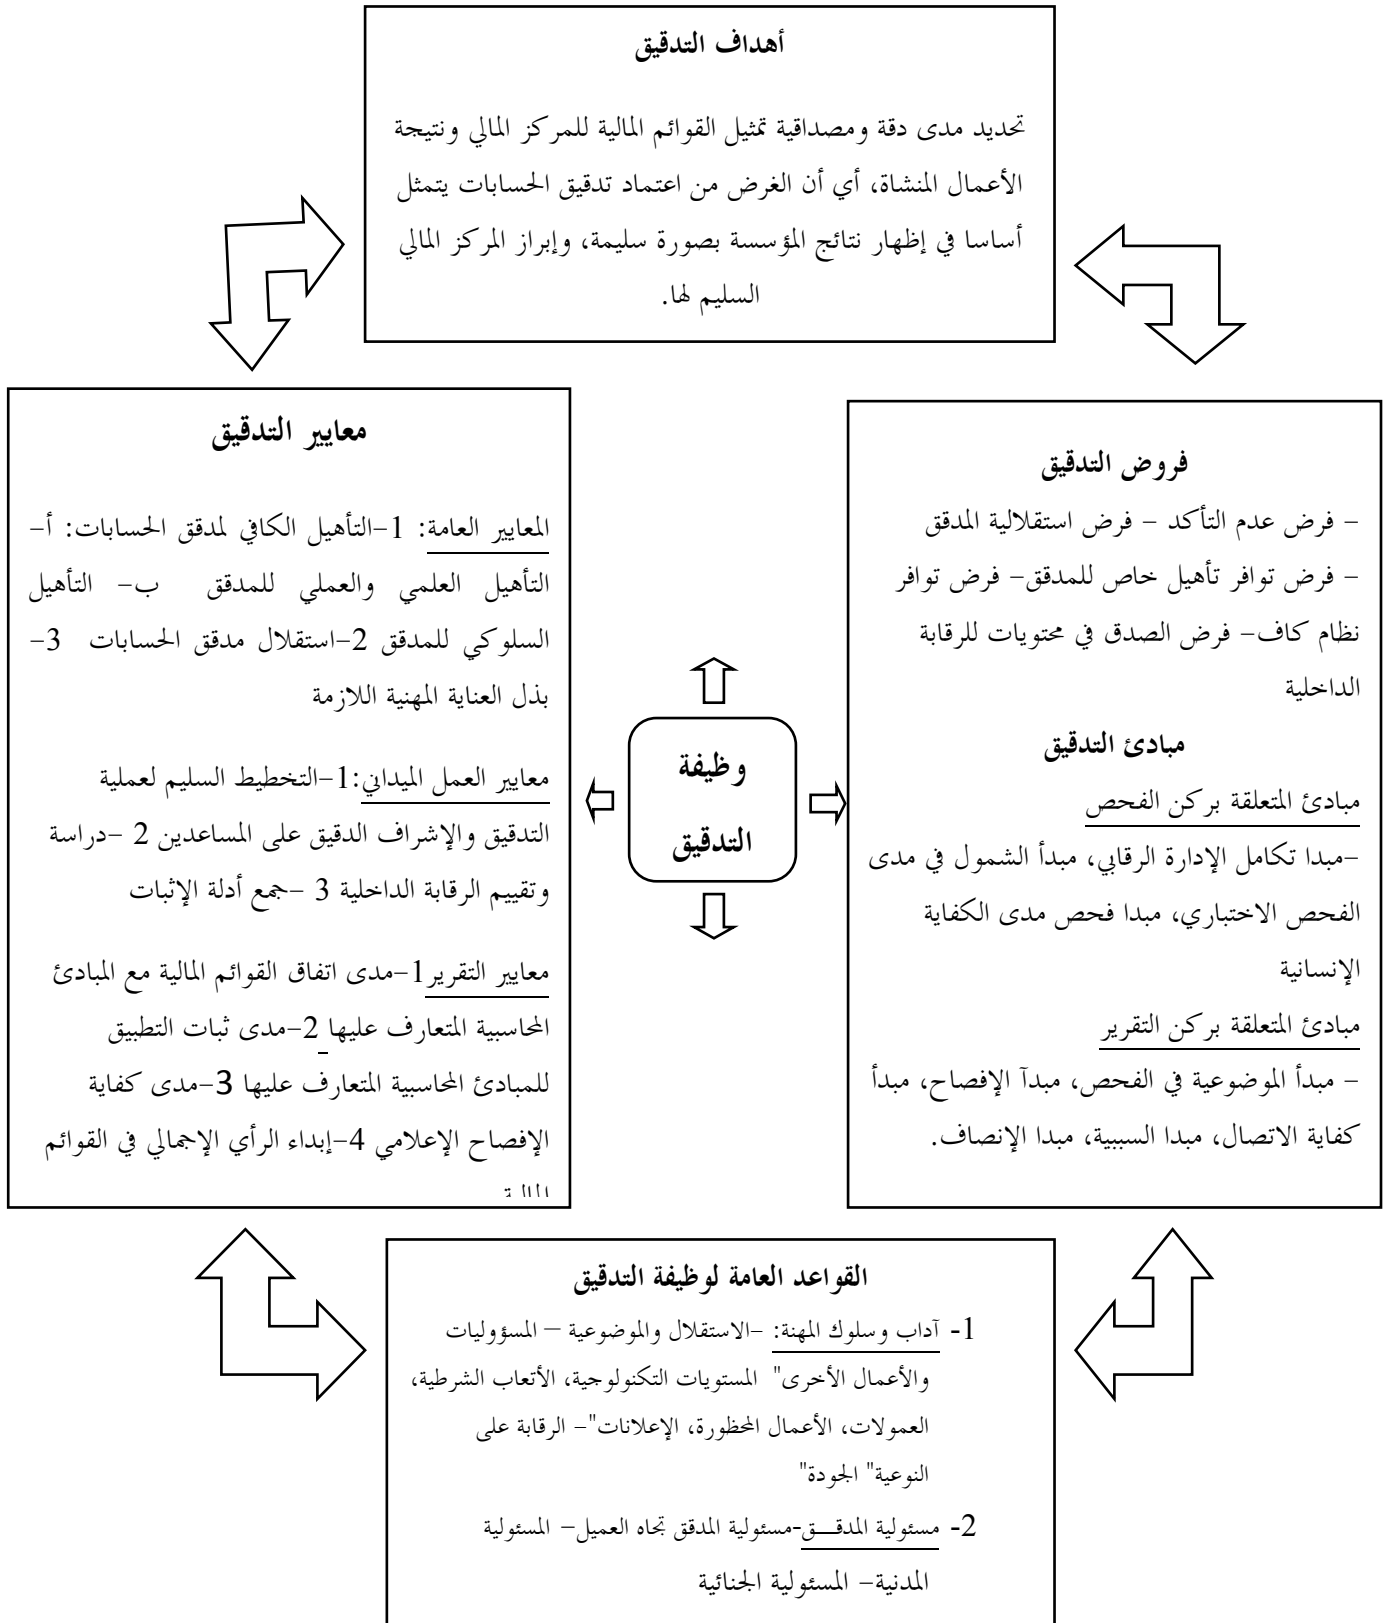 أهداف التدقيق
تحديد مدى دقة ومصداقية تمثيل القوائم المالية للمركز المالي ونتيجة
الأعمال المنشاة، أي أن الغرض من اعتماد تدقيق الحسابات يتمثل
أساسا في إظهار نتائج المؤسسة بصورة سليمة، وإبراز المركز المالي
السليم لها.
فروض التدقيق
– فرض عدم التأكد – فرض استقلالية المدقق
– فرض توافر تأهيل خاص للمدقق– فرض توافر
نظام كاف– فرض الصدق في محتويات للرقابة
الداخلية
مبادئ التدقيق
مبادئ المتعلقة بركن الفحص
–مبدا تكامل الإدارة الرقابي، مبدأ الشمول في مدى
الفحص الاختباري، مبدا فحص مدى الكفاية
الإنسانية
مبادئ المتعلقة بركن التقرير
– مبدأ الموضوعية في الفحص، مبدآ الإفصاح، مبدأ
كفاية الاتصال، مبدا السببية، مبدا الإنصاف.
وظيفة
التدقيق
معايير التدقيق
المعايير العامة: 1–التأهيل الكافي لمدقق الحسابات: أ–
التأهيل العلمي والعملي للمدقق ب– التأهيل
السلوكي للمدقق 2–استقلال مدقق الحسابات 3–
بذل العناية المهنية اللازمة
معايير العمل الميداني:1–التخطيط السليم لعملية
التدقيق والإشراف الدقيق على المساعدين 2 –دراسة
وتقييم الرقابة الداخلية 3 –جمع أدلة الإثبات
معايير التقرير1–مدى اتفاق القوائم المالية مع المبادئ
المحاسبية المتعارف عليها 2–مدى ثبات التطبيق
للمبادئ المحاسبية المتعارف عليها 3–مدى كفاية
الإفصاح الإعلامي 4–إبداء الرأي الإجمالي في القوائم
المالية
القواعد العامة لوظيفة التدقيق
1- آداب وسلوك المهنة: –الاستقلال والموضوعية – المسؤوليات
والأعمال الأخرى" المستويات التكنولوجية، الأتعاب الشرطية،
العمولات، الأعمال المحظورة، الإعلانات"– الرقابة على
النوعية" الجودة"
2- مسئولية المدقـــق-مسئولية المدقق تجاه العميل– المسئولية
المدنية– المسئولية الجنائية